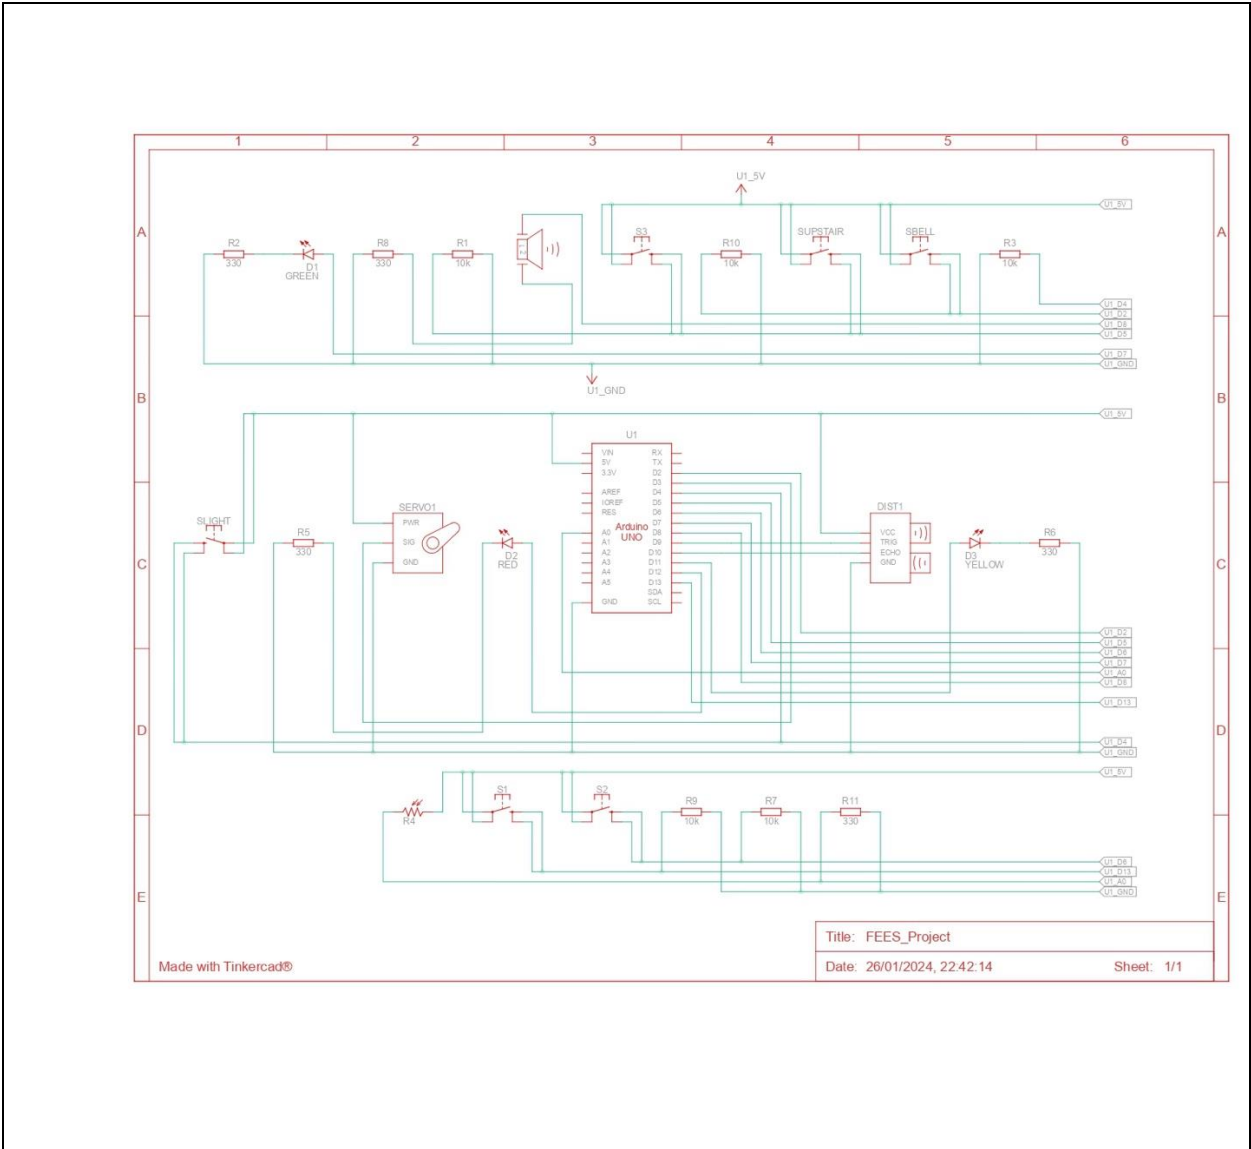 1 2 3 4 5 6
U1_5V
U1_5V
A A
R2
330
D1
GREEN
R8
330
R1
10k
S3
R10
10k
SUPSTAIR
SBELL
R3
10k
U1_D4
U1_D2
U1_D8
U1_D5
U1_D7
U1_GND
U1_GND
B B
U1_5V
U1
VIN RX
5V TX
3.3V D2
D3
AREF D4
IOREF D5
RES D6
D7
A0 D8
A1 D9
A2 D10
A3 D11
A4 D12
A5 D13
SDA
GND SCL
Arduino
UNO
SLIGHT
R5
330
SERVO1
PWR
SIG
GND
D2
RED
DIST1
VCC
TRIG
ECHO
GND
D3
YELLOW
R6
330
C C
U1_D2
U1_D5
U1_D7
U1_A0
U1_D13
D D
U1_D4
U1_GND
U1_5V
R4
S1
S2
R9
10k
R7
10k
R11
330
U1_D13
U1_A0
U1_GND
E E
Title: FEES_Project
Made with Tinkercad®
Date: 26/01/2024, 22:42:14 Sheet: 1/1